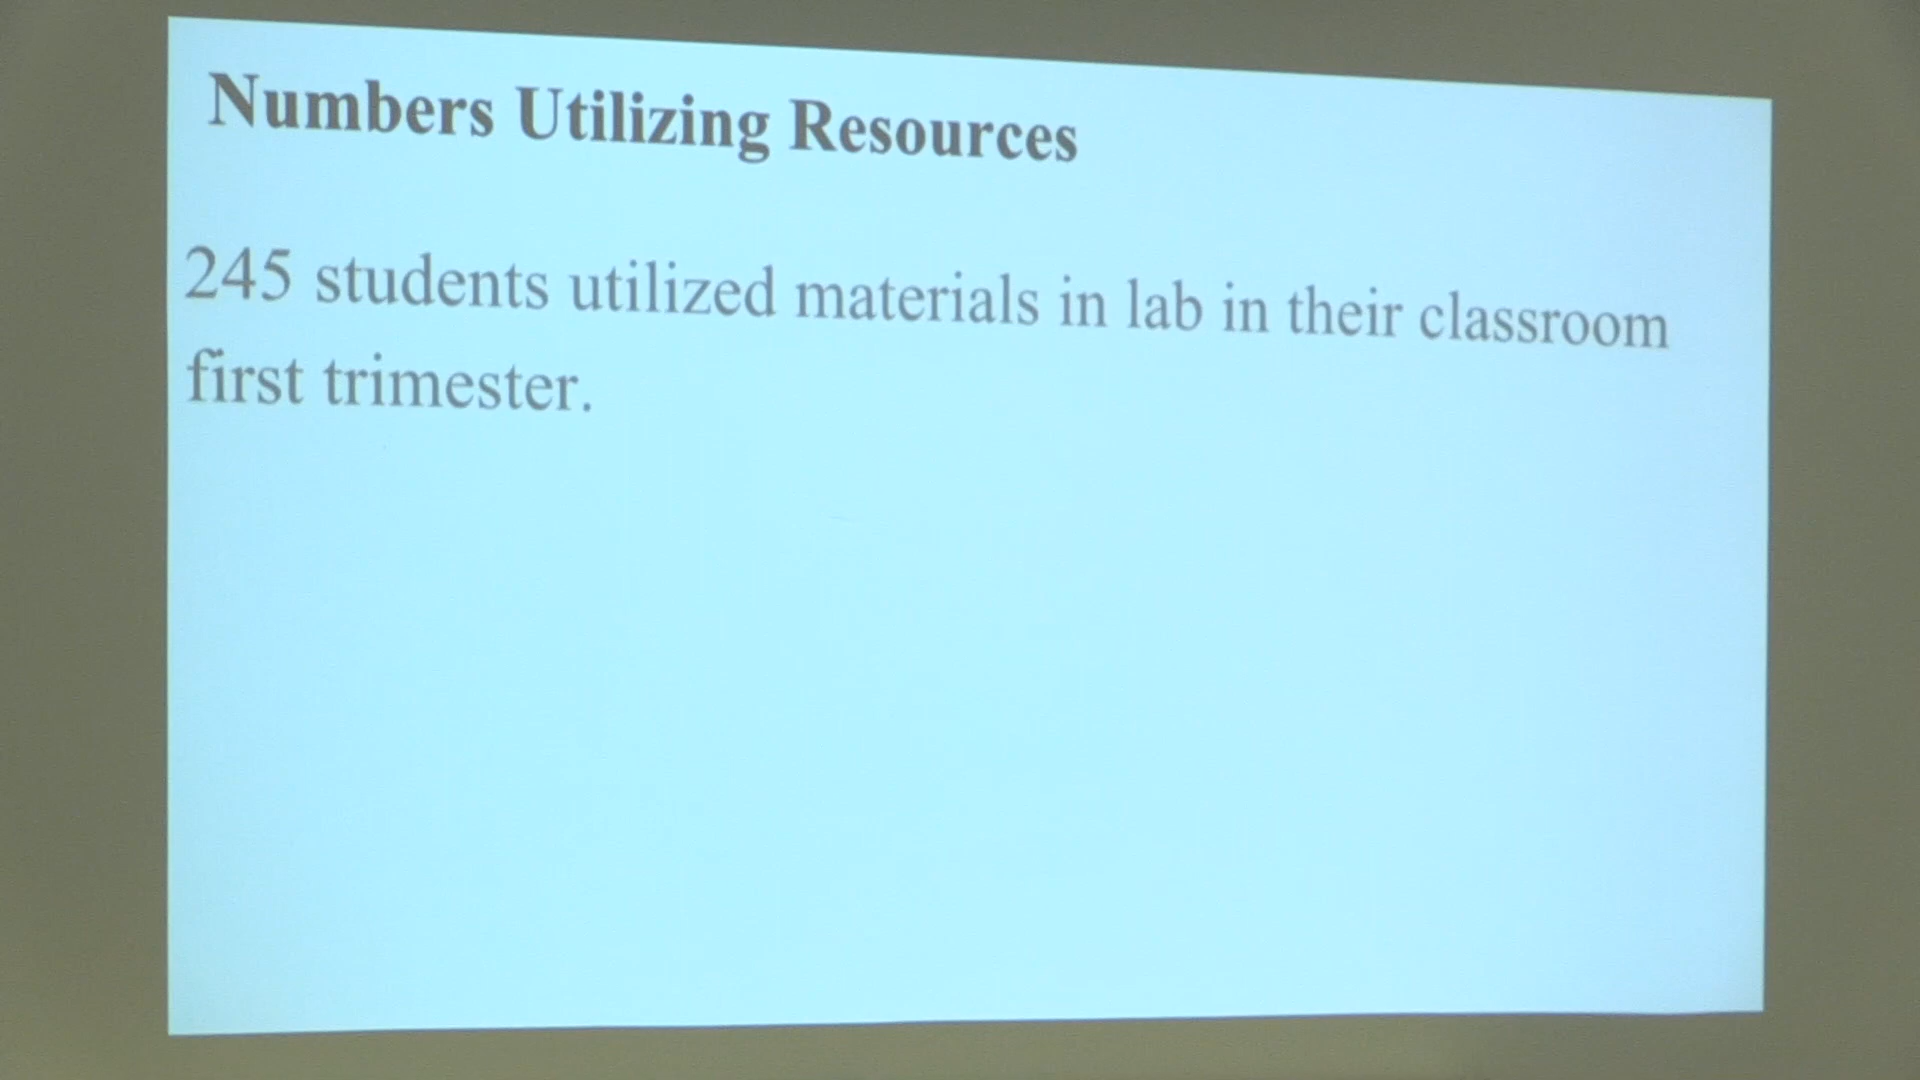 Numbers Utilizing Resources
245 students utilized materials in lab in their classroom
first trimester.